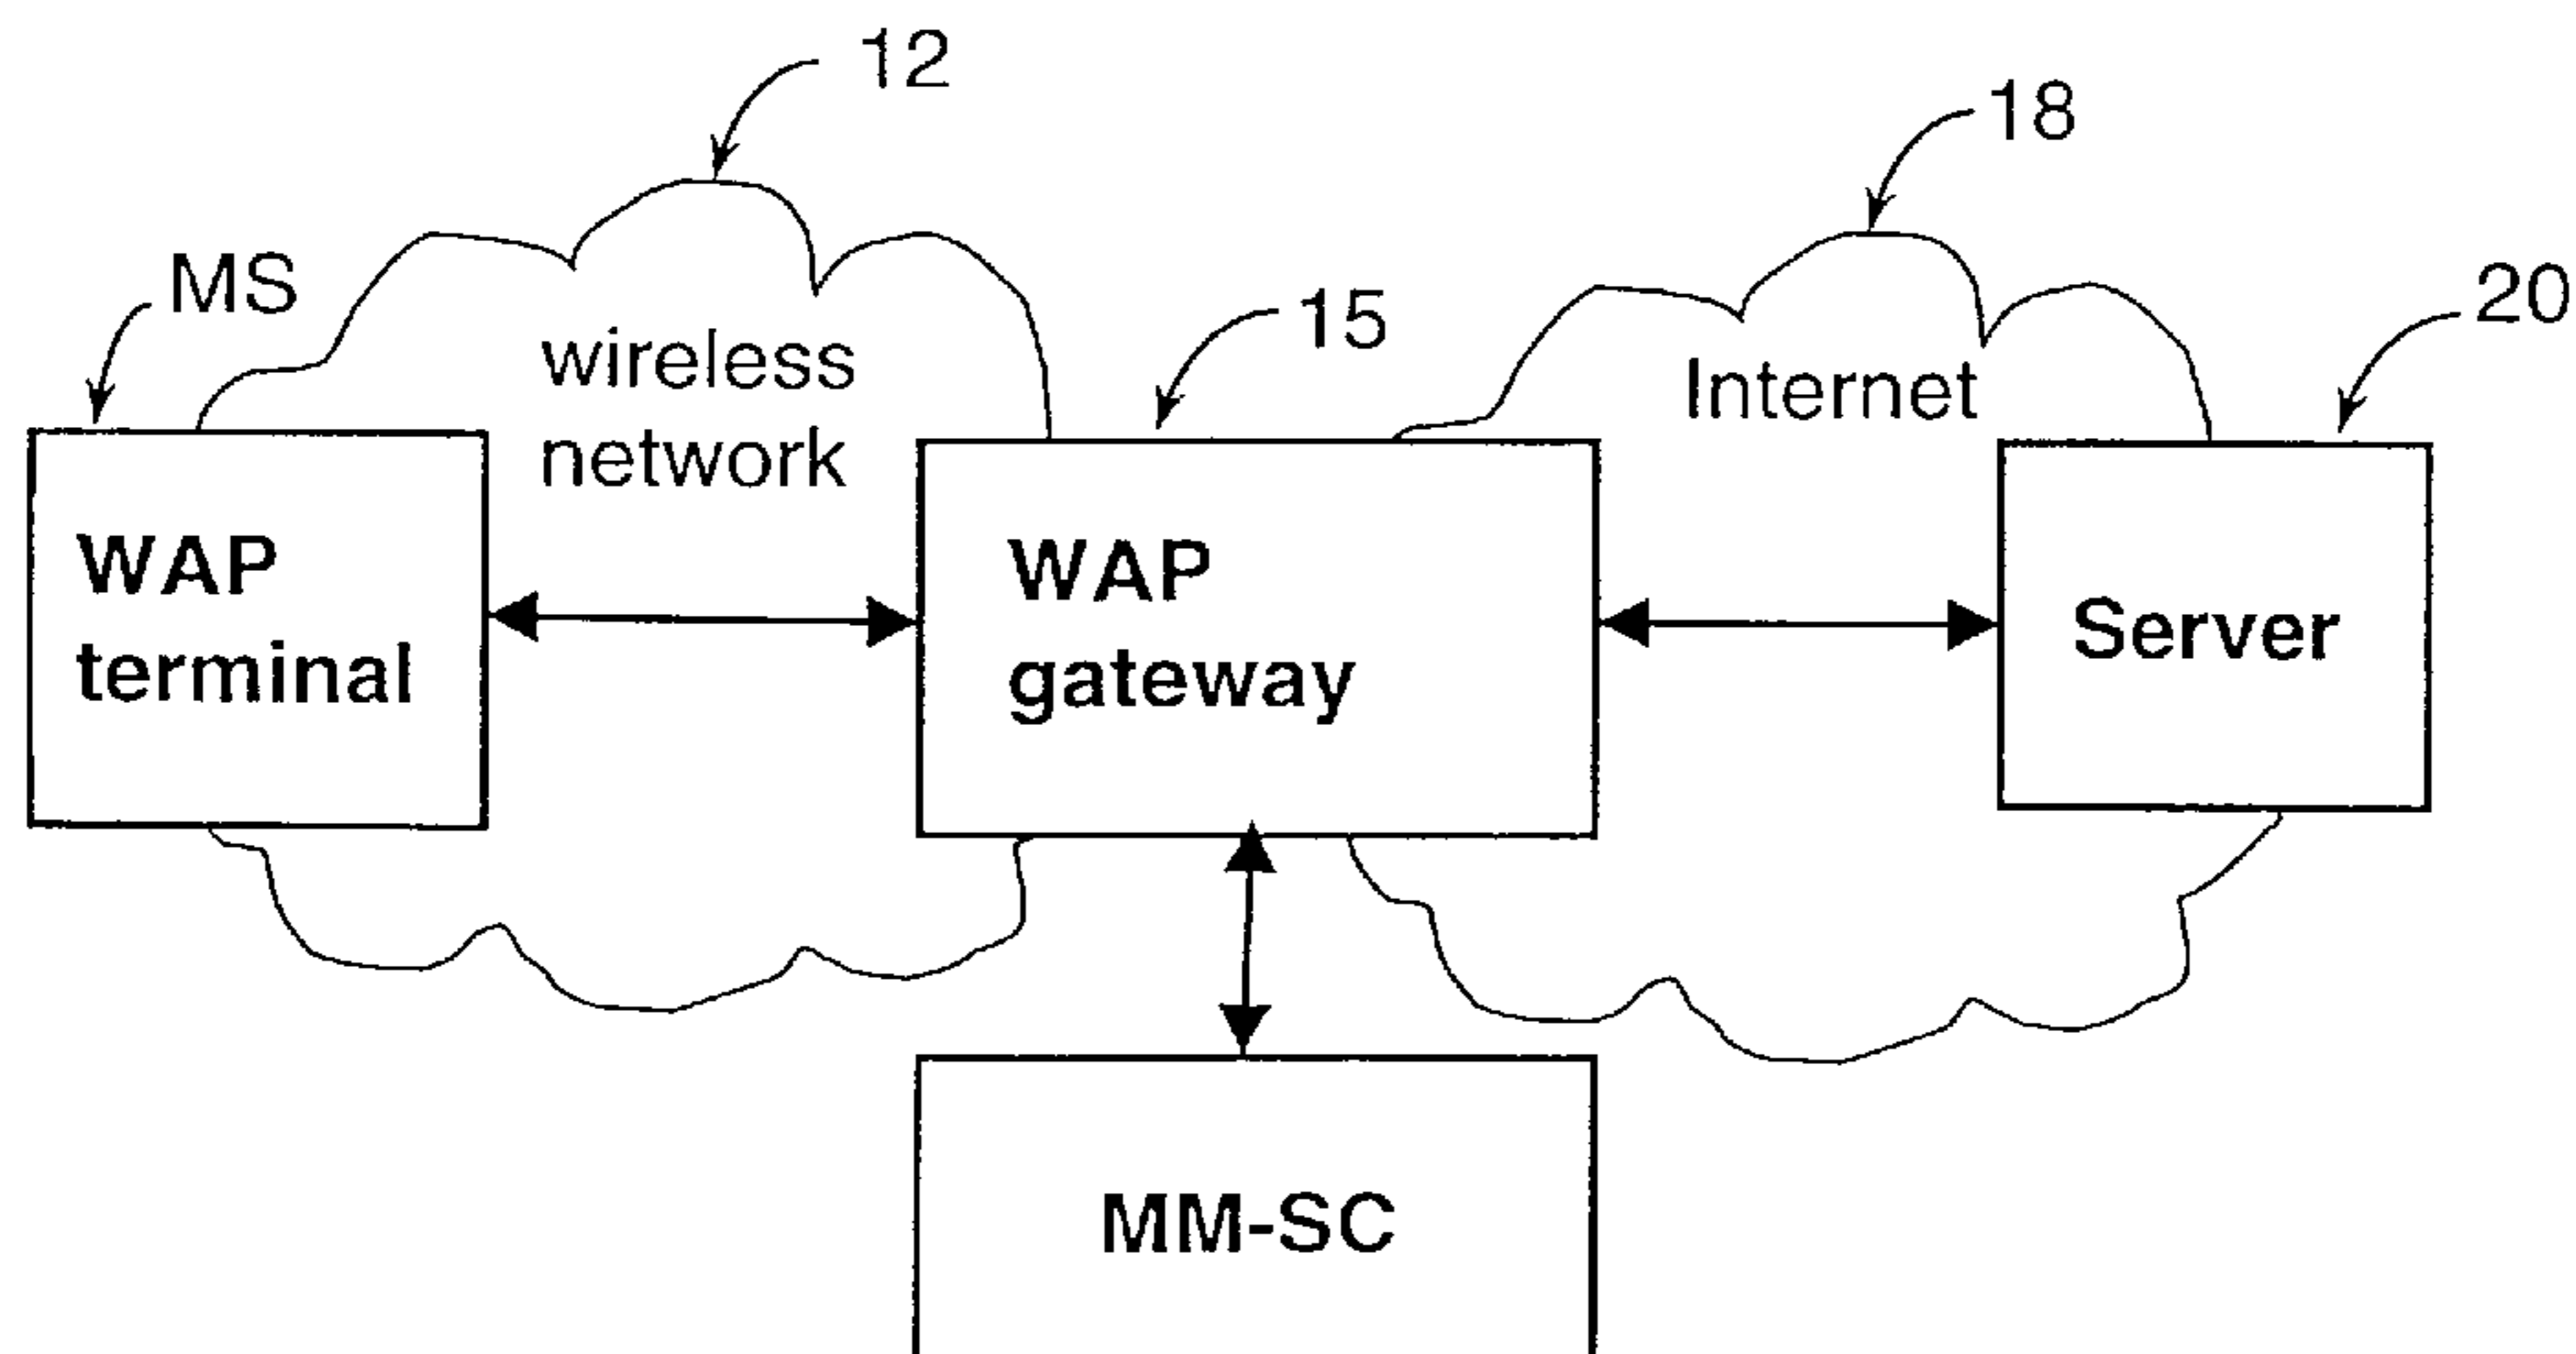 12
18
MS
15
20
wireless
network
Internet
WAP
terminal
WAP
gateway
Server
MM-SC